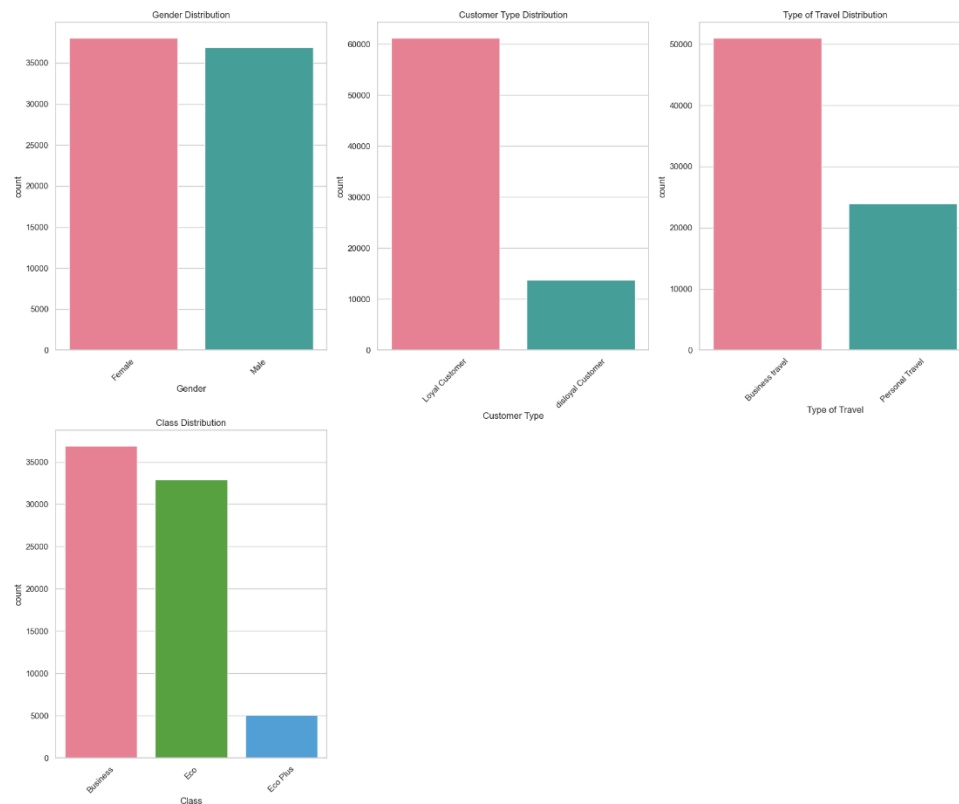 Gender Distribution
35000
30000
25000
20000
15000
10000
5000
0
count
Female
Male
Gender
Customer Type Distribution
60000
50000
40000
30000
20000
10000
0
count
Loyal Customer
disloyal Customer
Customer Type
Type of Travel Distribution
50000
40000
30000
20000
10000
0
count
Business travel
Personal Travel
Type of Travel
Class Distribution
35000
30000
25000
20000
15000
10000
5000
0
count
Business
Eco
Eco Plus
Class